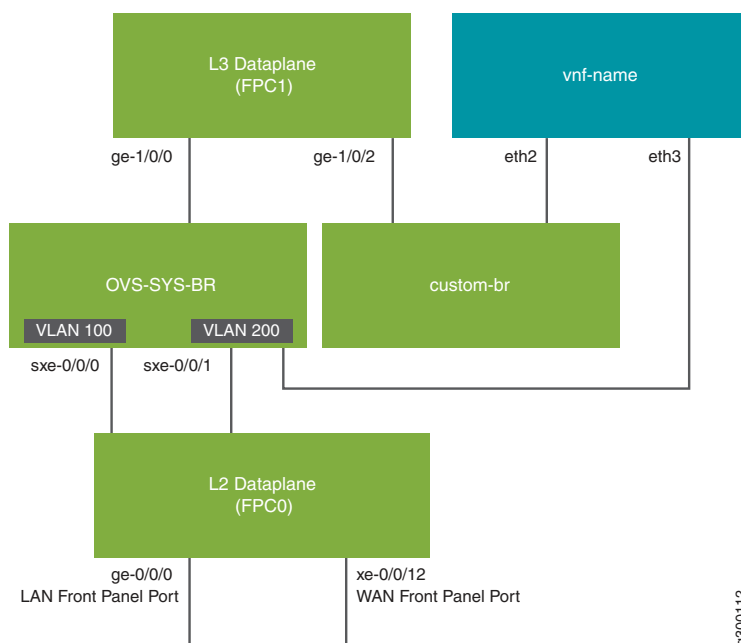 L3 Dataplane
(FPC1)
vnf-name
ge-1/0/0
ge-1/0/2
eth2
eth3
OVS-SYS-BR
custom-br
VLAN 100
VLAN 200
sxe-0/0/0
sxe-0/0/1
L2 Dataplane
(FPC0)
ge-0/0/0
LAN Front Panel Port
xe-0/0/12
WAN Front Panel Port